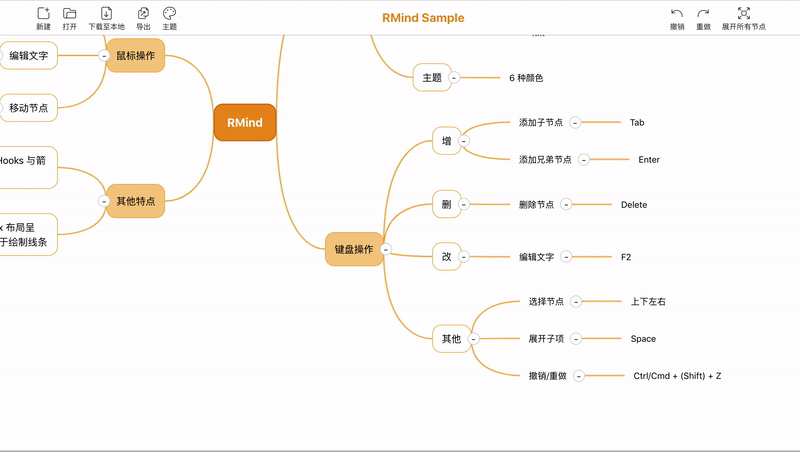 RMind Sample
新建
打开
下载至本地
导出
主题
撤销
重做
展开所有节点
编辑文字
鼠标操作
移动节点
RMind
Hooks 与箭
其他特点
布局呈
于绘制线条
主题
6 种颜色
增
添加子节点
Tab
添加兄弟节点
Enter
删
删除节点
Delete
键盘操作
改
编辑文字
F2
其他
选择节点
上下左右
展开子项
Space
撤销/重做
Ctrl/Cmd + (Shift) + Z